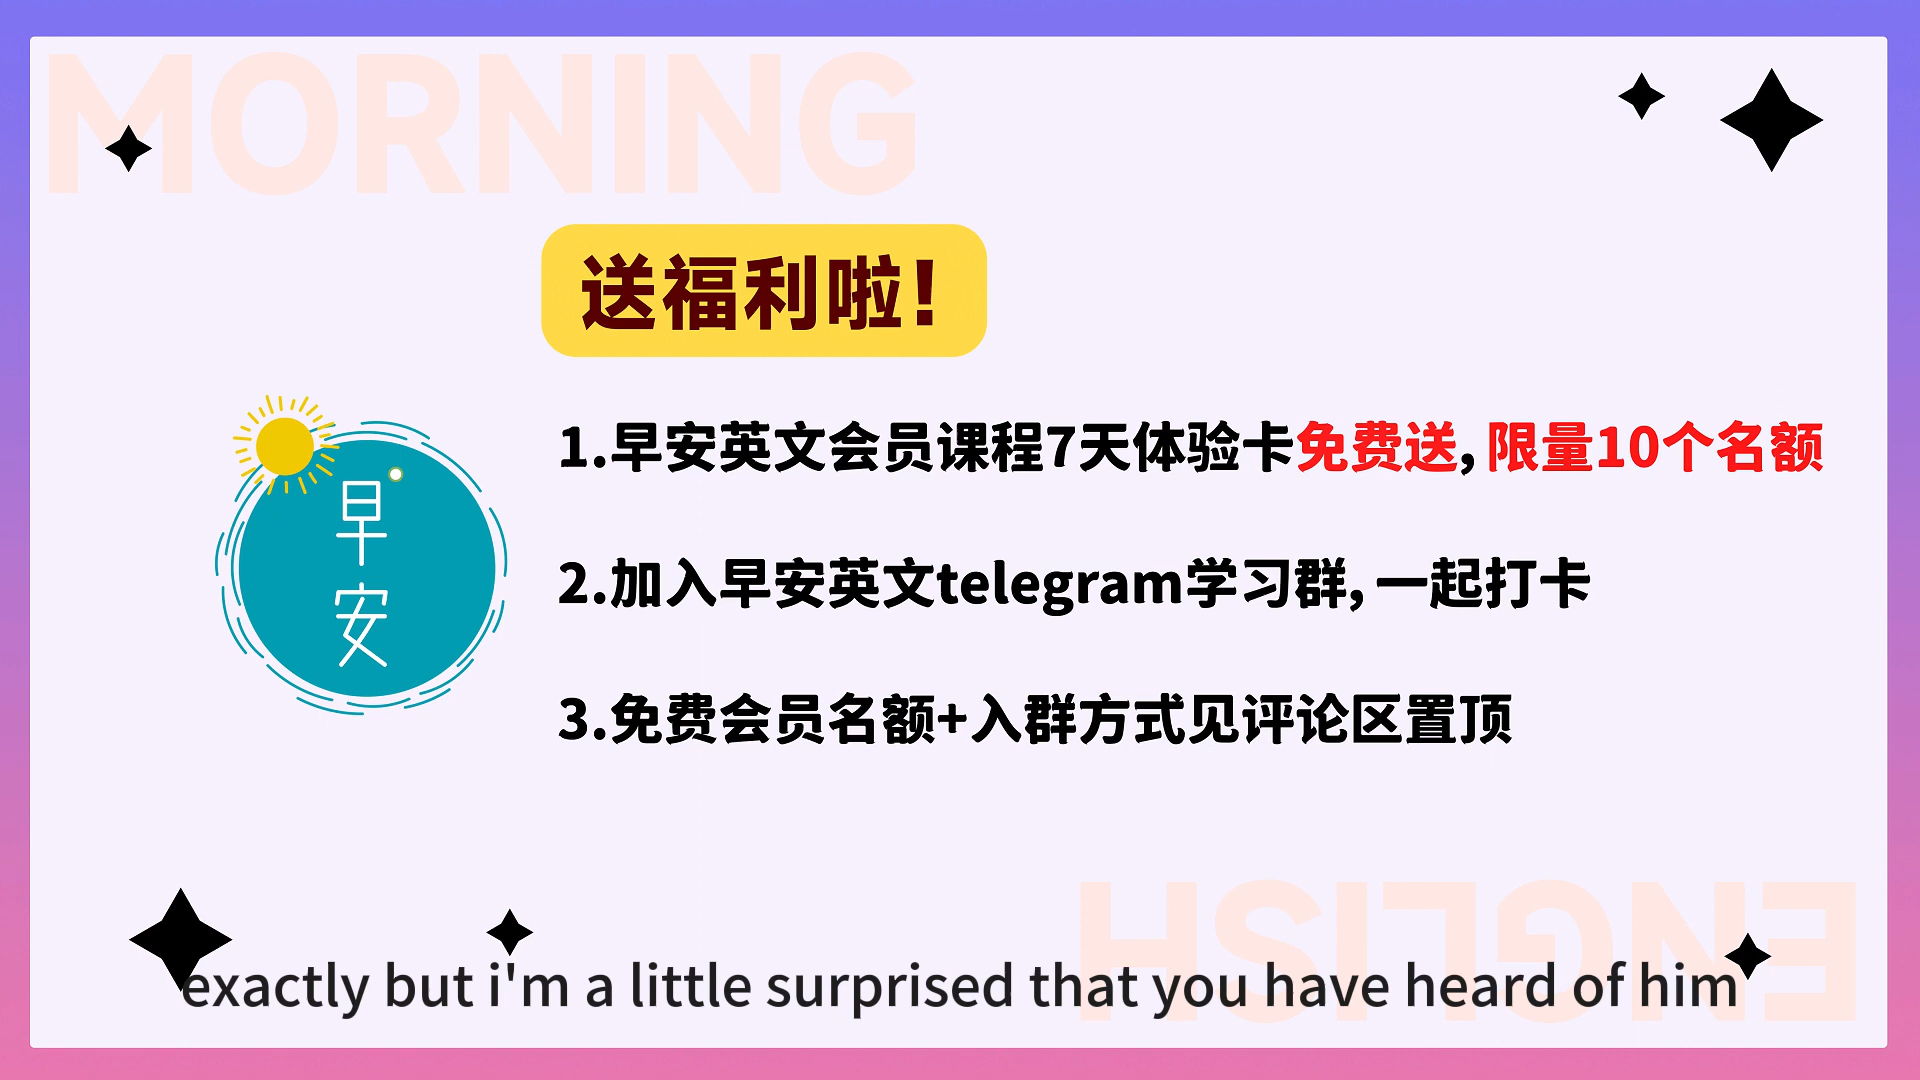 MORNING
送福利啦!
早安
1.早安英文会员课程7天体验卡免费送,限量10个名额
2.加入早安英文telegram学习群,一起打卡
3.免费会员名额+入群方式见评论区置顶
ENGLISH
exactly but i'm a little surprised that you have heard of him